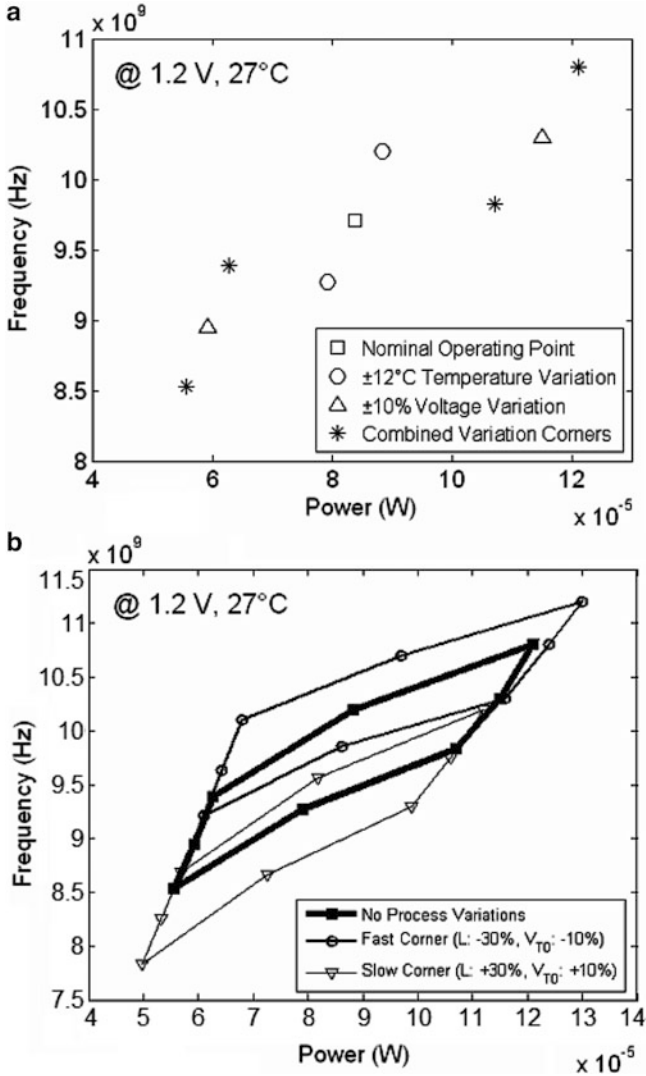 a
x 10^9
11
10.5
10
9.5
9
8.5
8
Frequency (Hz)
@ 1.2 V, 27°C
□ Nominal Operating Point
○ ±12°C Temperature Variation
△ ±10% Voltage Variation
* Combined Variation Corners
4 6 8 10 12
Power (W)
x 10^-5
b
x 10^9
11.5
11
10.5
10
9.5
9
8.5
8
7.5
Frequency (Hz)
@ 1.2 V, 27°C
No Process Variations
Fast Corner (L: -30%, V_T0: -10%)
Slow Corner (L: +30%, V_T0: +10%)
4 5 6 7 8 9 10 11 12 13 14
Power (W)
x 10^-5